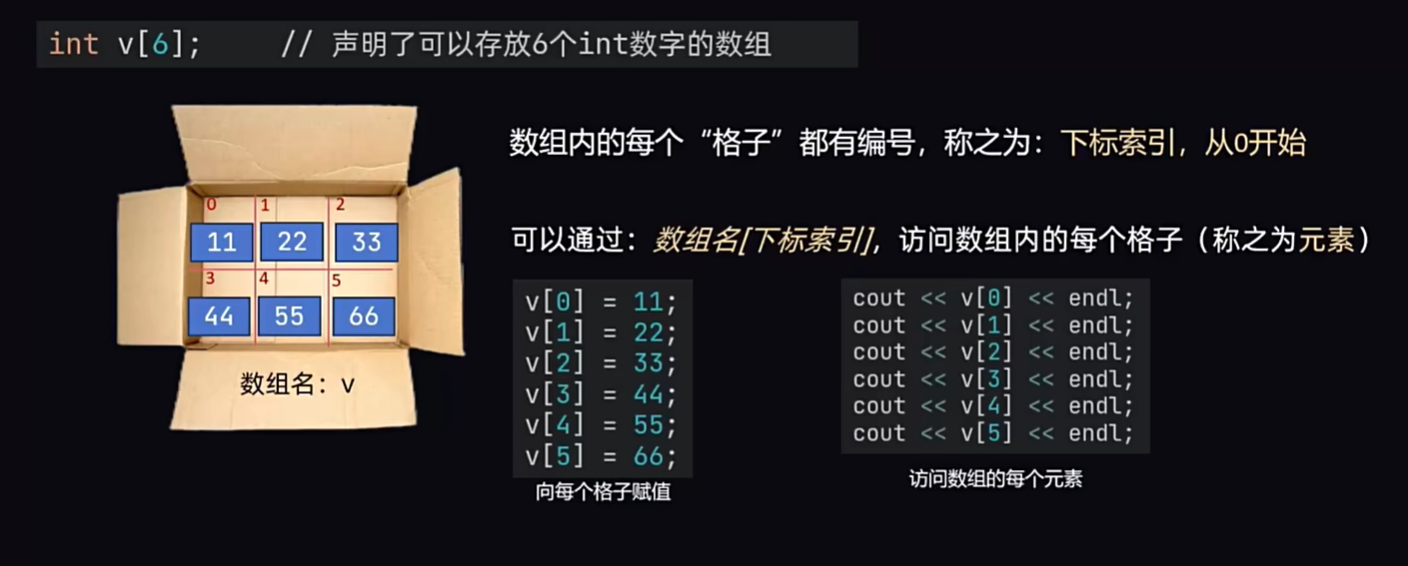 int v[6];     // 声明了可以存放6个int数字的数组
数组内的每个“格子”都有编号，称之为：下标索引，从0开始
可以通过：数组名[下标索引]，访问数组内的每个格子（称之为元素）
0 1 2
11 22 33
3 4 5
44 55 66
数组名：v
v[0] = 11;
v[1] = 22;
v[2] = 33;
v[3] = 44;
v[4] = 55;
v[5] = 66;
向每个格子赋值
cout << v[0] << endl;
cout << v[1] << endl;
cout << v[2] << endl;
cout << v[3] << endl;
cout << v[4] << endl;
cout << v[5] << endl;
访问数组的每个元素